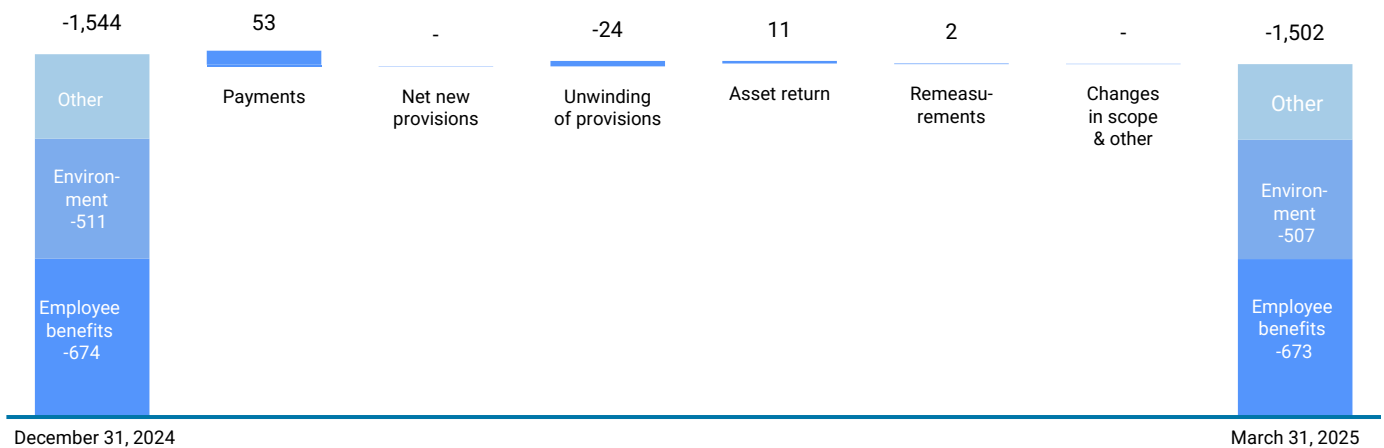 -1,544
53
-
-24
11
2
-
-1,502
Other
Environ-
ment
-511
Employee
benefits
-674
Payments
Net new
provisions
Unwinding
of provisions
Asset return
Remeasu-
rements
Changes
in scope
& other
Other
Environ-
ment
-507
Employee
benefits
-673
December 31, 2024
March 31, 2025